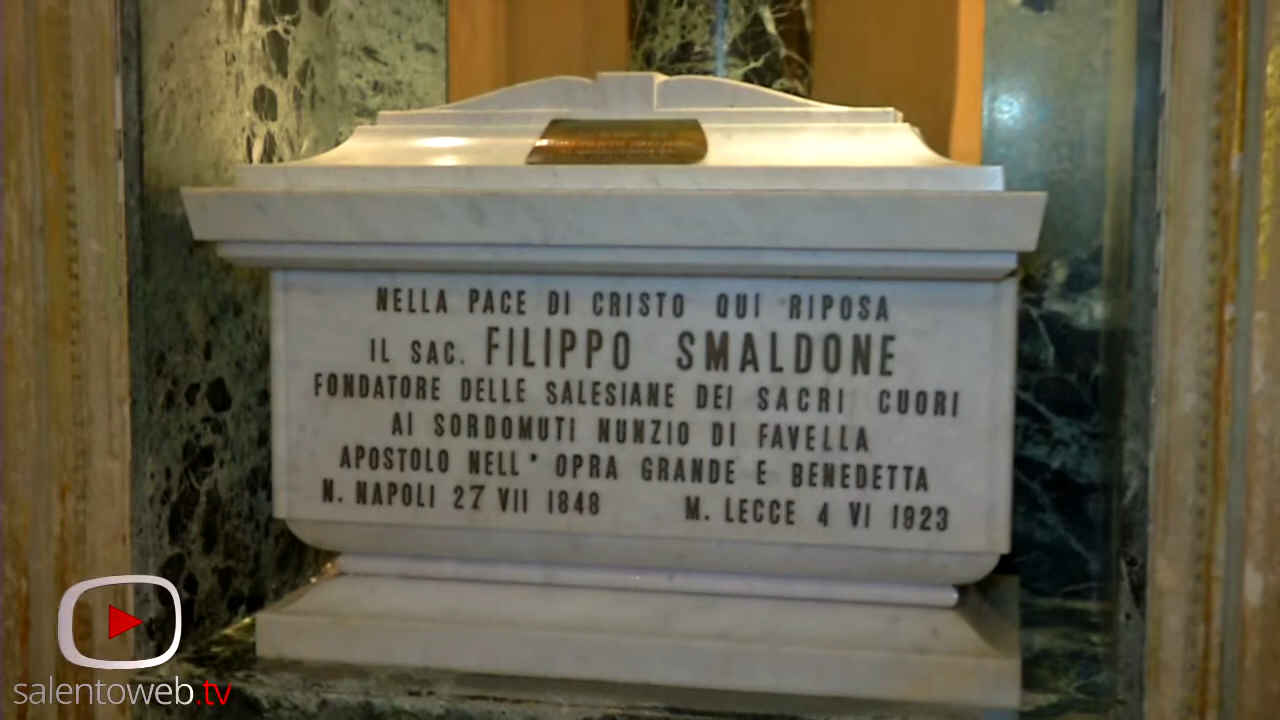 NELLA PACE DI CRISTO QUI RIPOSA
IL SAC. FILIPPO SMALDONE
FONDATORE DELLE SALESIANE DEI SACRI CUORI
AI SORDOMUTI NUNZIO DI FAVELLA
APOSTOLO NELL' OPRA GRANDE E BENEDETTA
N. NAPOLI 27 VII 1848 M. LECCE 4 VI 1923
salentoweb.tv